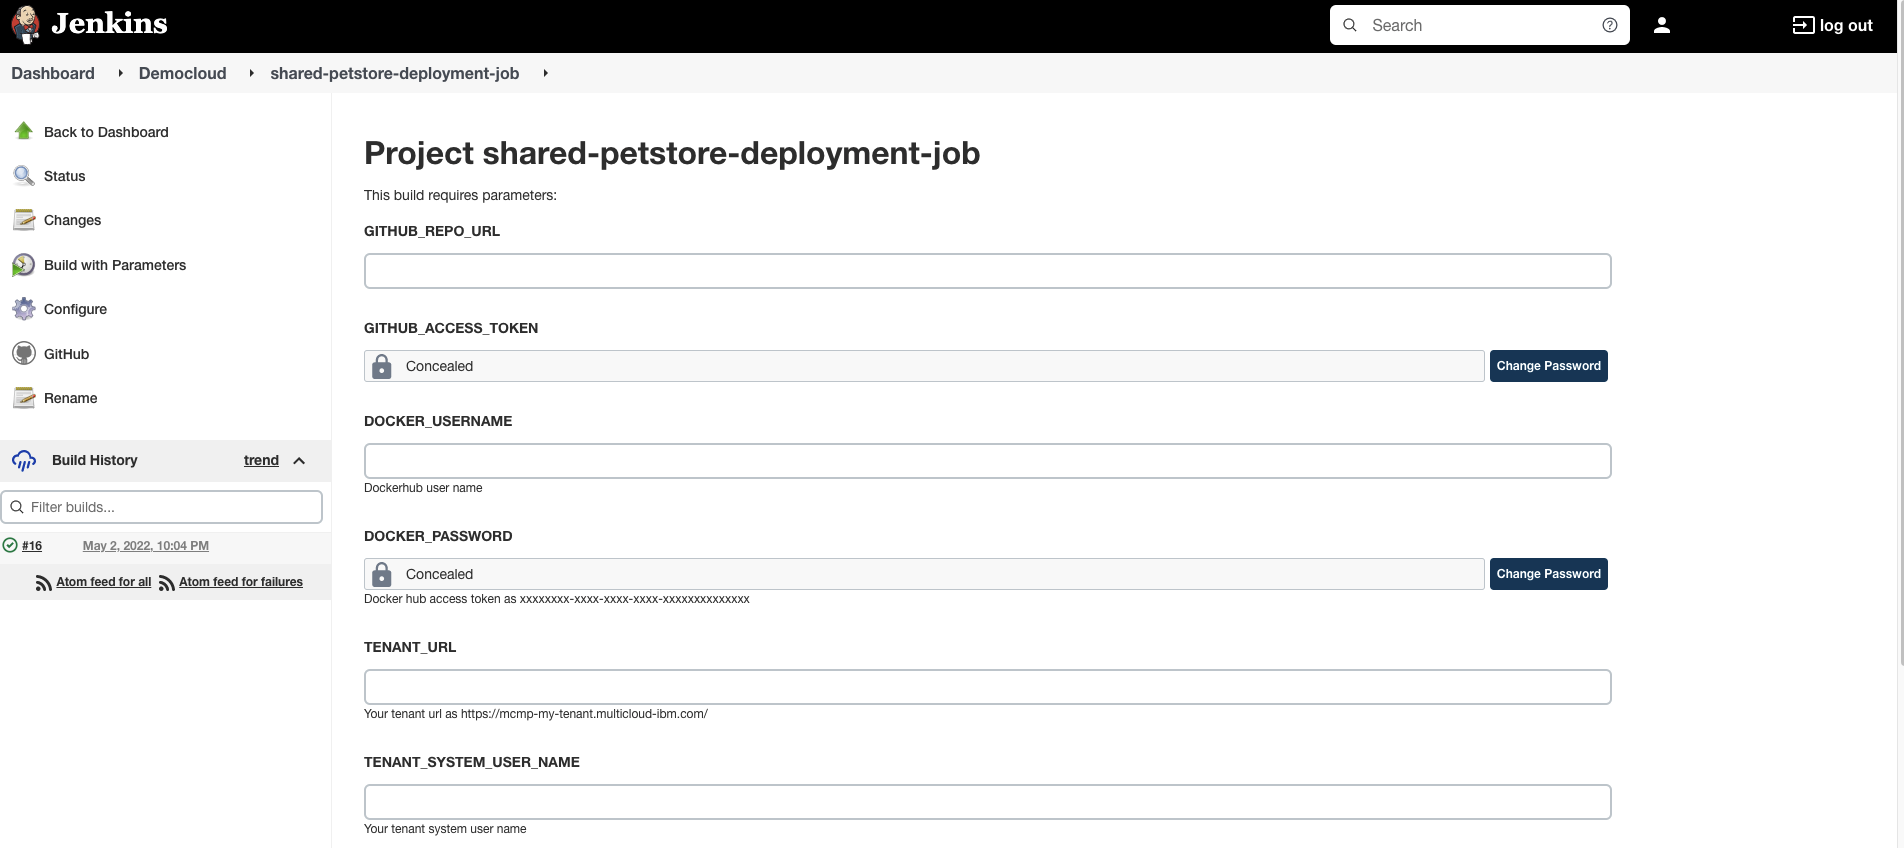 Jenkins
Search
log out
Dashboard
Democloud
shared-petstore-deployment-job
Back to Dashboard
Status
Changes
Build with Parameters
Configure
GitHub
Rename
Build History
trend
Filter builds...
#16
May 2, 2022, 10:04 PM
Atom feed for all
Atom feed for failures
Project shared-petstore-deployment-job
This build requires parameters:
GITHUB_REPO_URL
GITHUB_ACCESS_TOKEN
Concealed
Change Password
DOCKER_USERNAME
Dockerhub user name
DOCKER_PASSWORD
Concealed
Change Password
Docker hub access token as xxxxxxxx-xxxx-xxxx-xxxx-xxxxxxxxxxxxxx
TENANT_URL
Your tenant url as https://mcmp-my-tenant.multicloud-ibm.com/
TENANT_SYSTEM_USER_NAME
Your tenant system user name